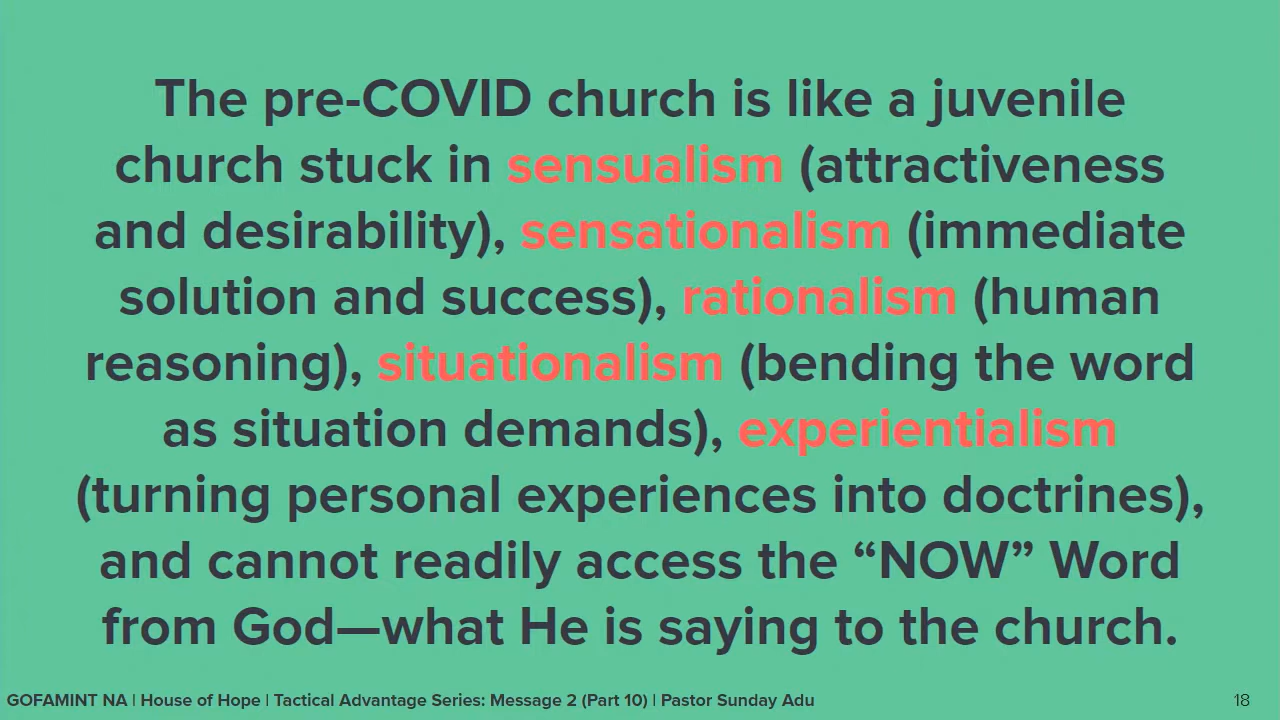 The pre-COVID church is like a juvenile
church stuck in sensualism (attractiveness
and desirability), sensationalism (immediate
solution and success), rationalism (human
reasoning), situationalism (bending the word
as situation demands), experientialism
(turning personal experiences into doctrines),
and cannot readily access the “NOW” Word
from God—what He is saying to the church.
GOFAMINT NA | House of Hope | Tactical Advantage Series: Message 2 (Part 10) | Pastor Sunday Adu 18